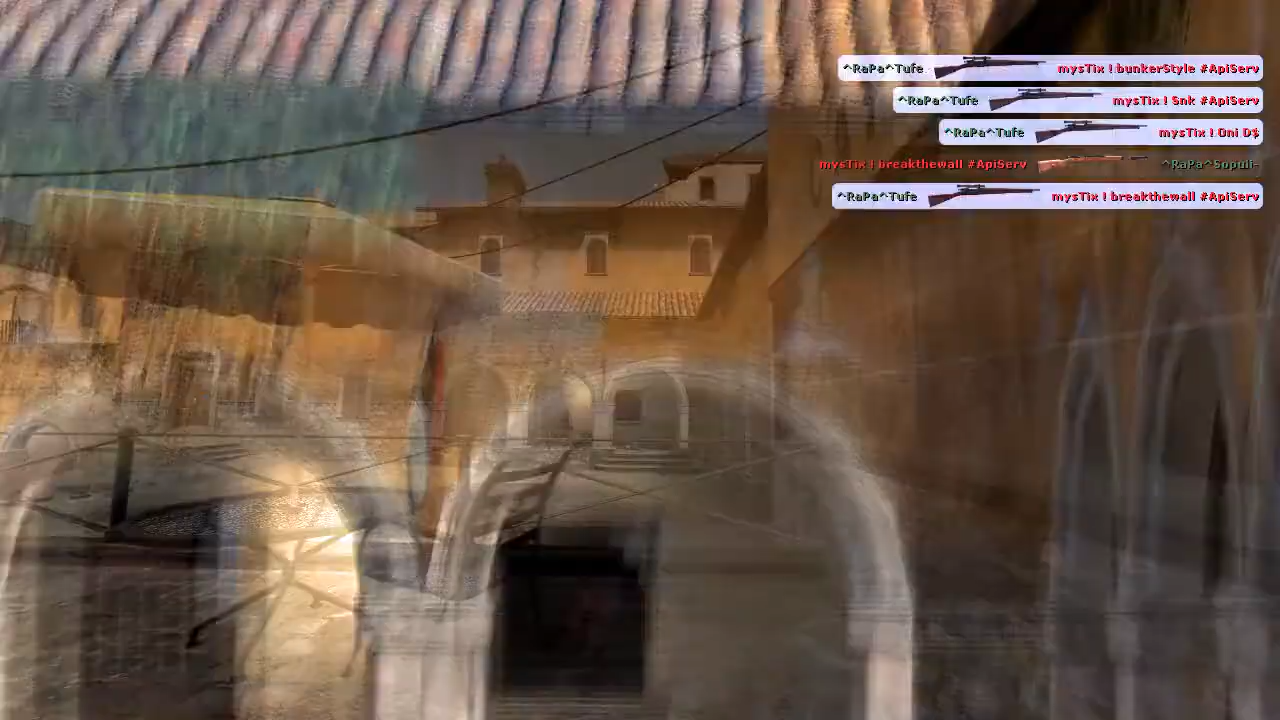 ^RaPa^Tufe mysTix ! bunkerStyle #ApiServ
^RaPa^Tufe mysTix ! Snk #ApiServ
^RaPa^Tufe mysTix ! Oni D$
mysTix ! breakthewall #ApiServ ^RaPa^Sopuli-
^RaPa^Tufe mysTix ! breakthewall #ApiServ